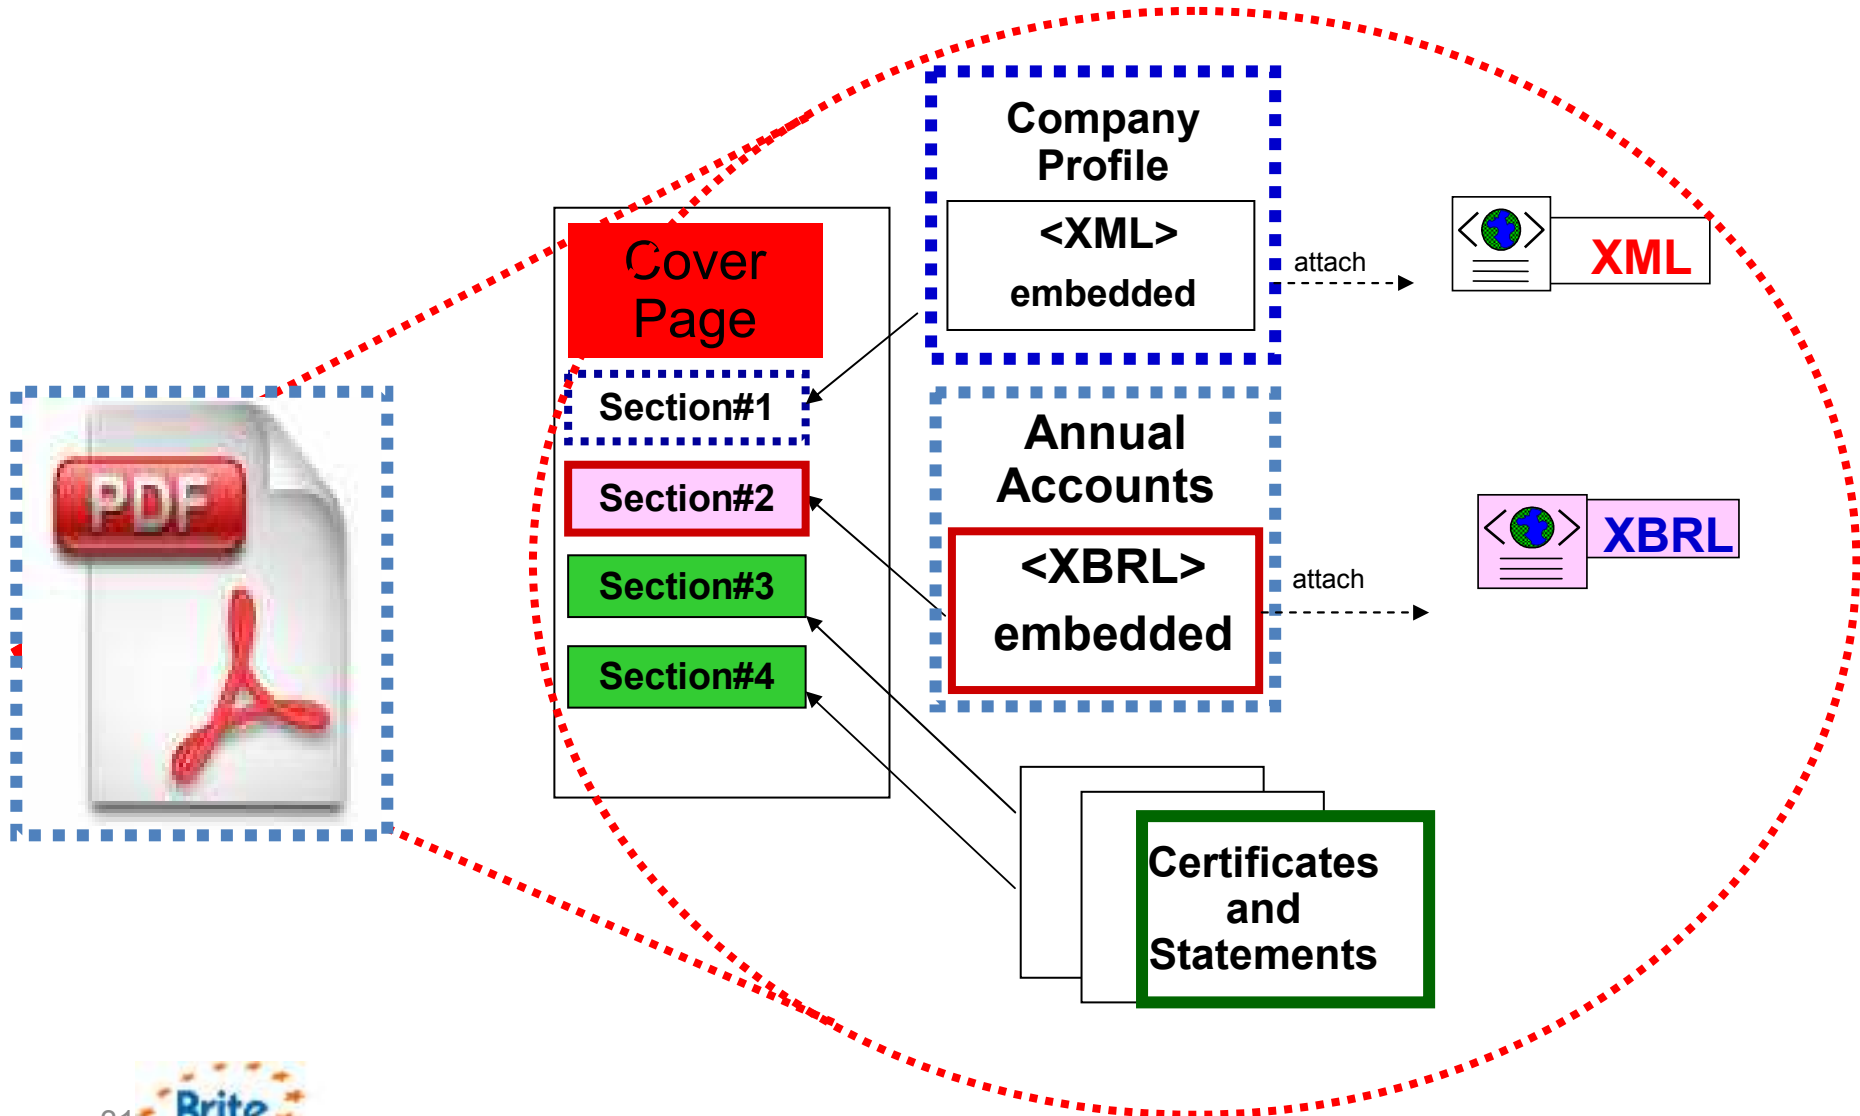 PDF
Cover
Page
Section#1
Section#2
Section#3
Section#4
Company
Profile
<XML>
embedded
attach
XML
Annual
Accounts
<XBRL>
embedded
attach
XBRL
Certificates
and
Statements
Brite